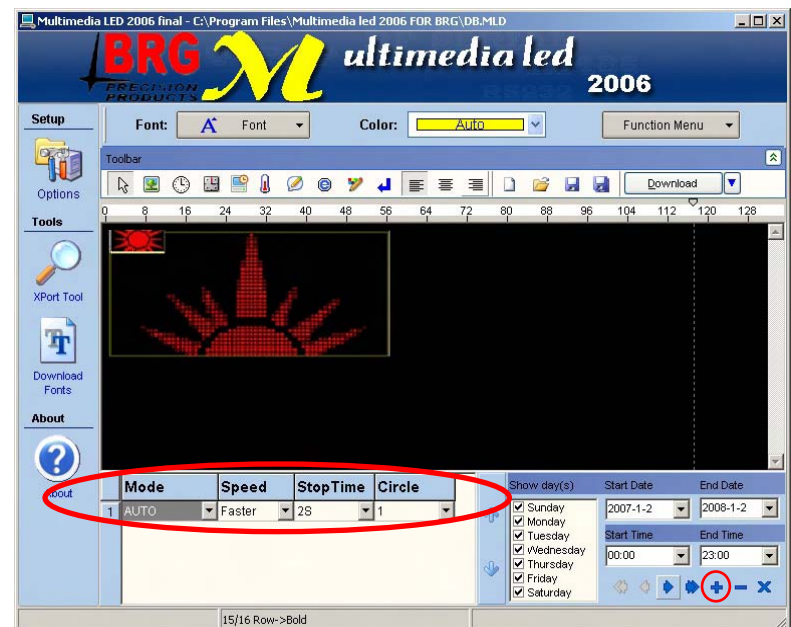 Multimedia LED 2006 final - C:\Program Files\Multimedia led 2006 FOR BRG\DB.MLD
BRG
PRECISION
PRODUCTS
M ultimedia led
RS232
2006
Setup
Options
Tools
XPort Tool
Download
Fonts
About
About
Font: A Font
Color: Auto
Function Menu
Toolbar
Download
0 8 16 24 32 40 48 56 64 72 80 88 96 104 112 120 128
Mode Speed StopTime Circle
1 AUTO Faster 2S 1
Show day(s)
Sunday
Monday
Tuesday
Wednesday
Thursday
Friday
Saturday
Start Date End Date
2007-1-2 2008-1-2
Start Time End Time
00:00 23:00
15/16 Row->Bold